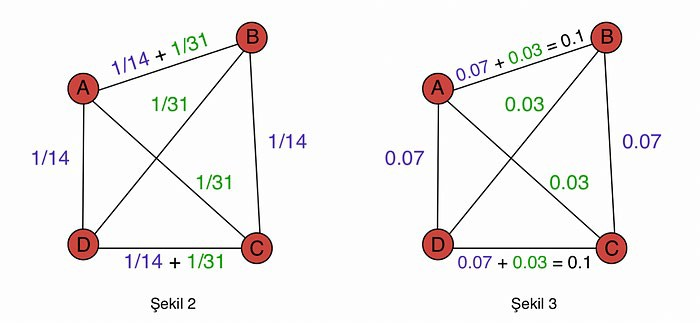 B
1/14 + 1/31
A
1/31
1/14
1/14
1/31
D
C
1/14 + 1/31
Şekil 2
B
0.07 + 0.03 = 0.1
A
0.03
0.07
0.07
0.03
D
C
0.07 + 0.03 = 0.1
Şekil 3